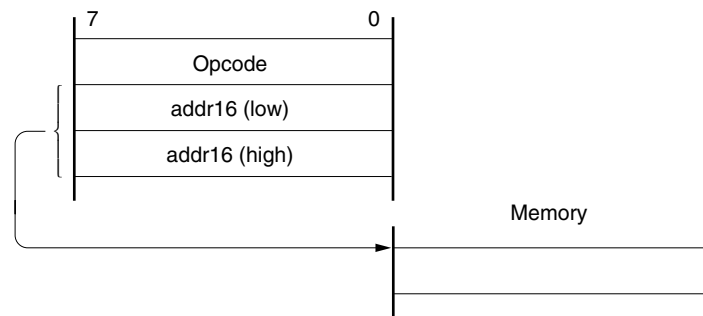 7 0
Opcode
addr16 (low)
addr16 (high)
Memory